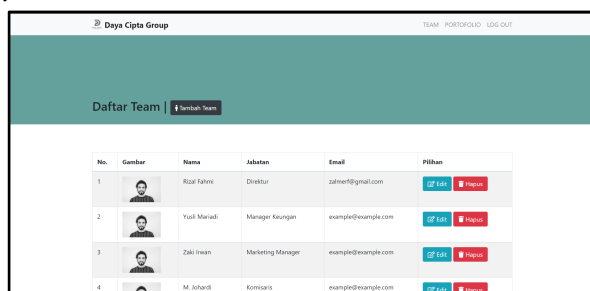 Daya Cipta Group TEAM PORTOFOLIO LOG OUT
Daftar Team | Tambah Team
No. Gambar Nama Jabatan Email Pilihan
1 Rizal Fahmi Direktur zalmerf@gmail.com Edit Hapus
2 Yusli Mariadi Manager Keungan example@example.com Edit Hapus
3 Zaki Irwan Marketing Manager example@example.com Edit Hapus
4 M. Johardi Komisaris example@example.com Edit Hapus